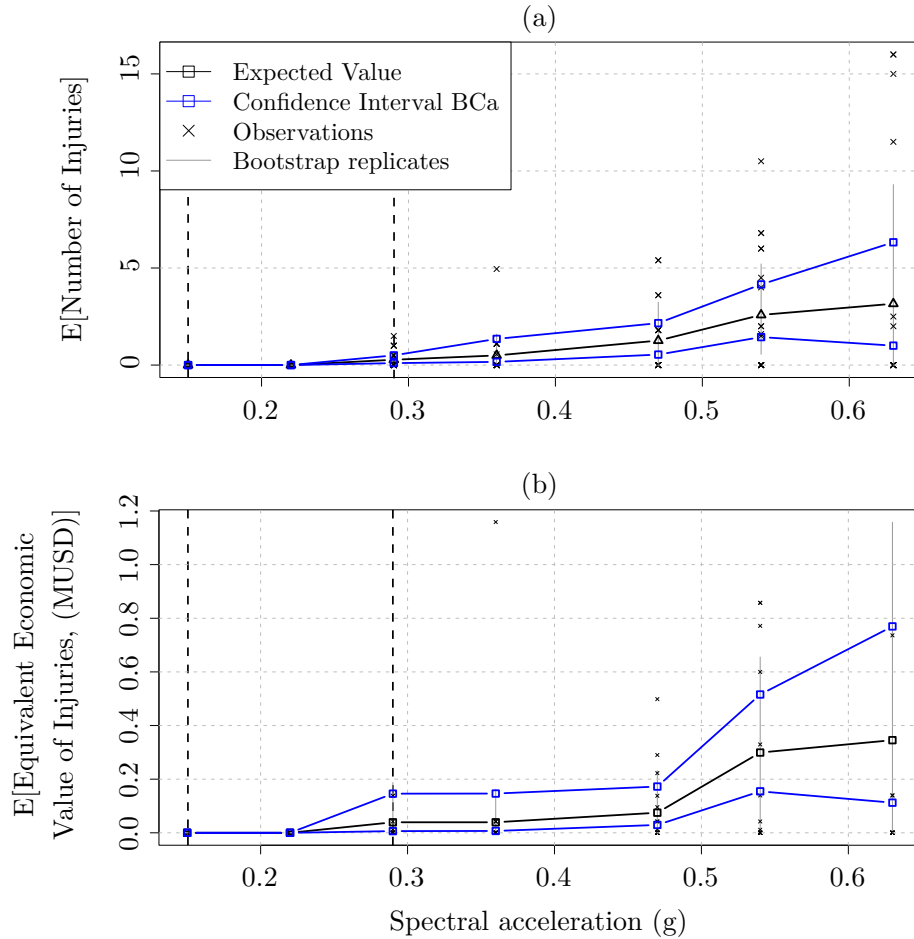 (a)
E[Number of Injuries]
15
10
5
0
Expected Value
Confidence Interval BCa
Observations
Bootstrap replicates
0.2 0.3 0.4 0.5 0.6
(b)
E[Equivalent Economic
Value of Injuries, (MUSD)]
1.2
1.0
0.8
0.6
0.4
0.2
0.0
0.2 0.3 0.4 0.5 0.6
Spectral acceleration (g)